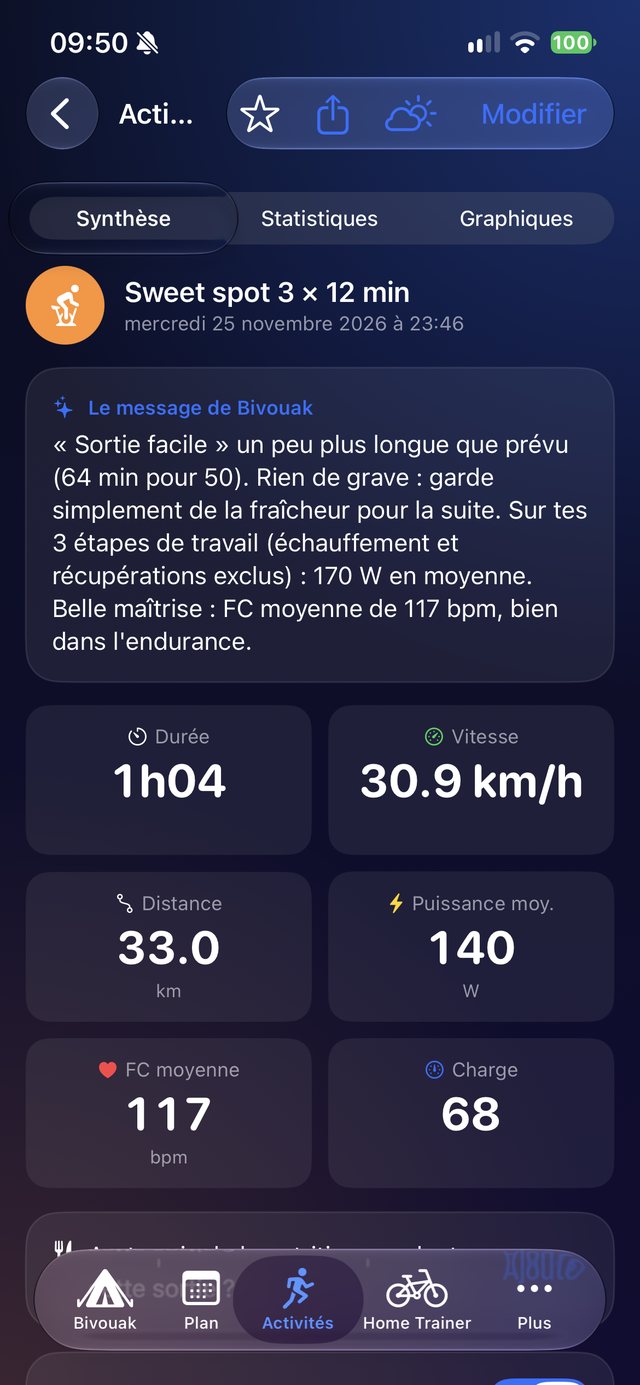 09:50
100
Acti...
Modifier
Synthèse
Statistiques
Graphiques
Sweet spot 3 × 12 min
mercredi 25 novembre 2026 à 23:46
Le message de Bivouak
« Sortie facile » un peu plus longue que prévu
(64 min pour 50). Rien de grave : garde
simplement de la fraîcheur pour la suite. Sur tes
3 étapes de travail (échauffement et
récupérations exclus) : 170 W en moyenne.
Belle maîtrise : FC moyenne de 117 bpm, bien
dans l'endurance.
Durée
1h04
Vitesse
30.9 km/h
Distance
33.0
km
Puissance moy.
140
W
FC moyenne
117
bpm
Charge
68
Bivouak
Plan
Activités
Home Trainer
Plus